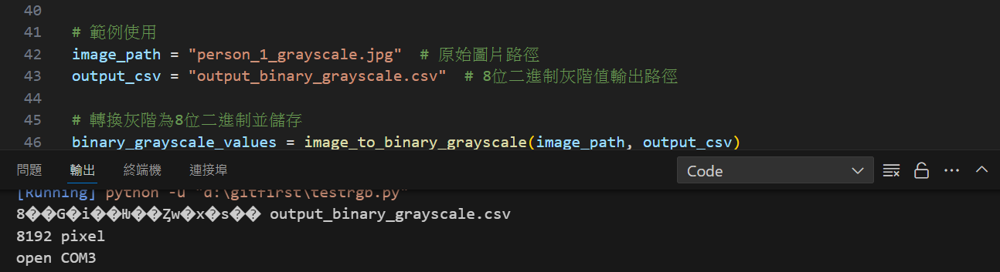 40
41 # 範例使用
42 image_path = "person_1_grayscale.jpg" # 原始圖片路徑
43 output_csv = "output_binary_grayscale.csv" # 8位二進制灰階值輸出路徑
44
45 # 轉換灰階為8位二進制並儲存
46 binary_grayscale_values = image_to_binary_grayscale(image_path, output_csv)
問題 輸出 終端機 連接埠 Code
[Running] python -u "d:\gitfirst\testrgb.py"
8��G�i��Ƕ��Ȥw�x�s�� output_binary_grayscale.csv
8192 pixel
open COM3